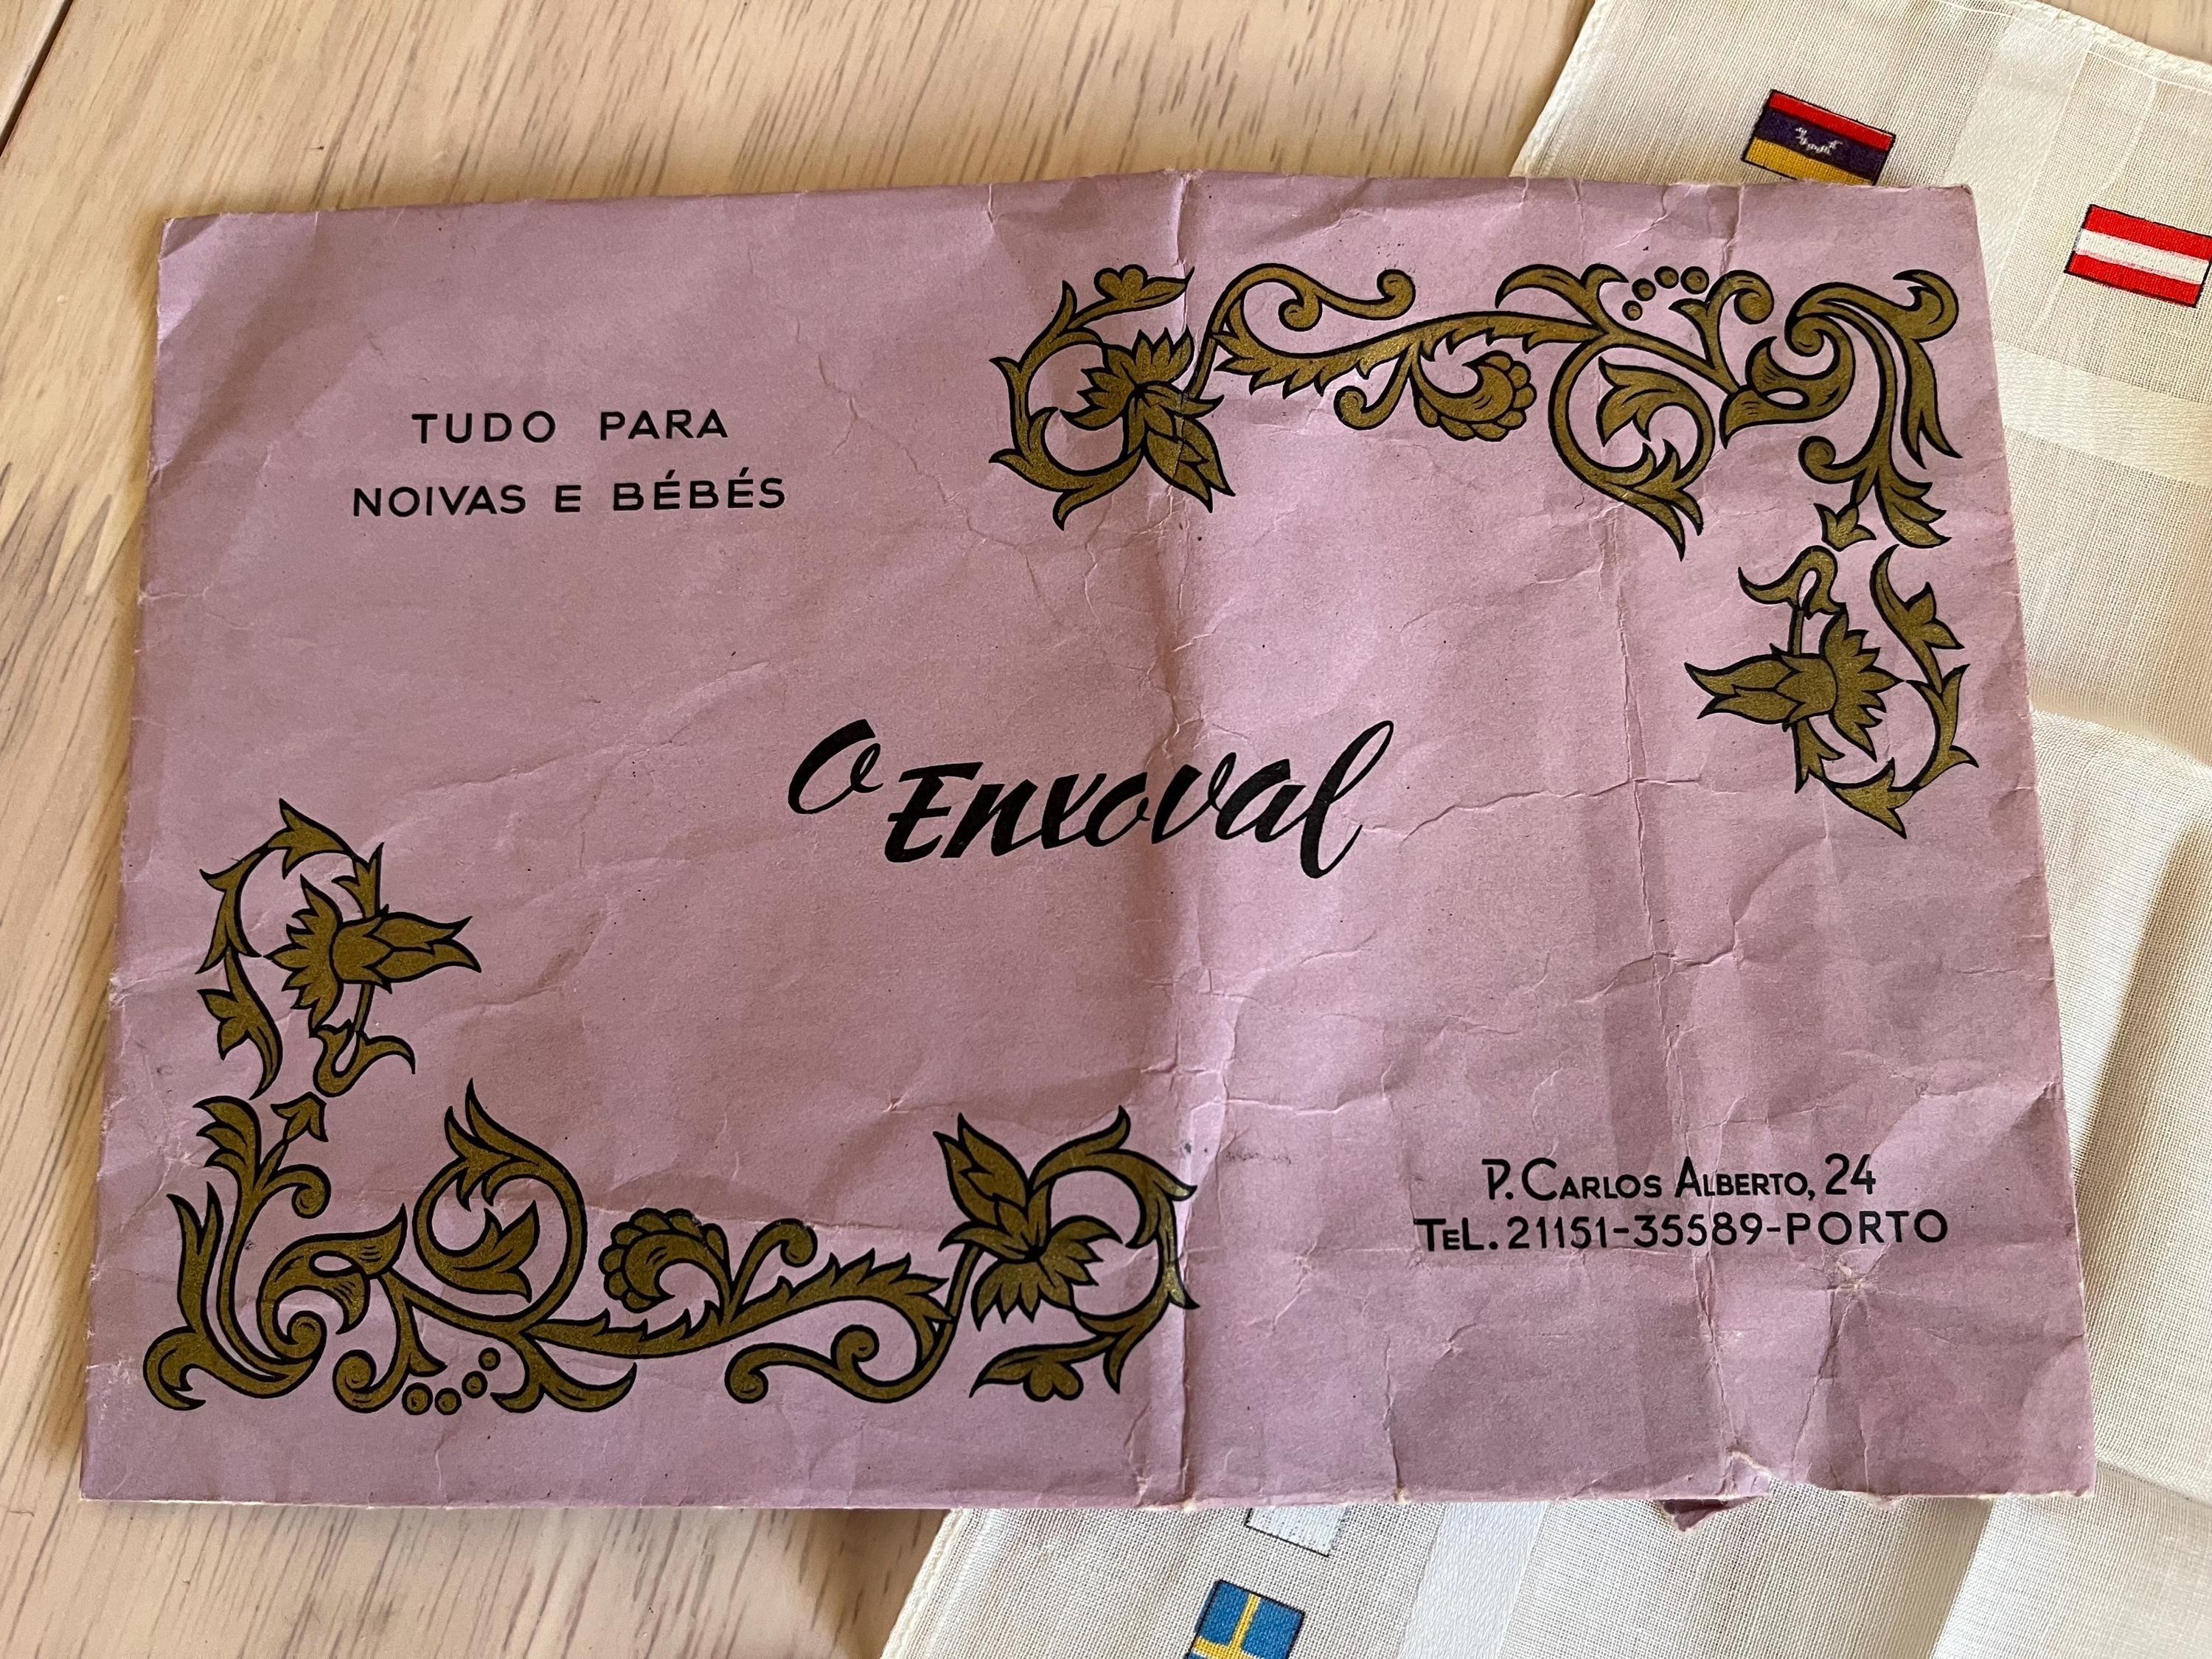 TUDO PARA
NOIVAS E BÉBÉS
O Enxoval
P. CARLOS ALBERTO, 24
TEL. 21151-35589-PORTO